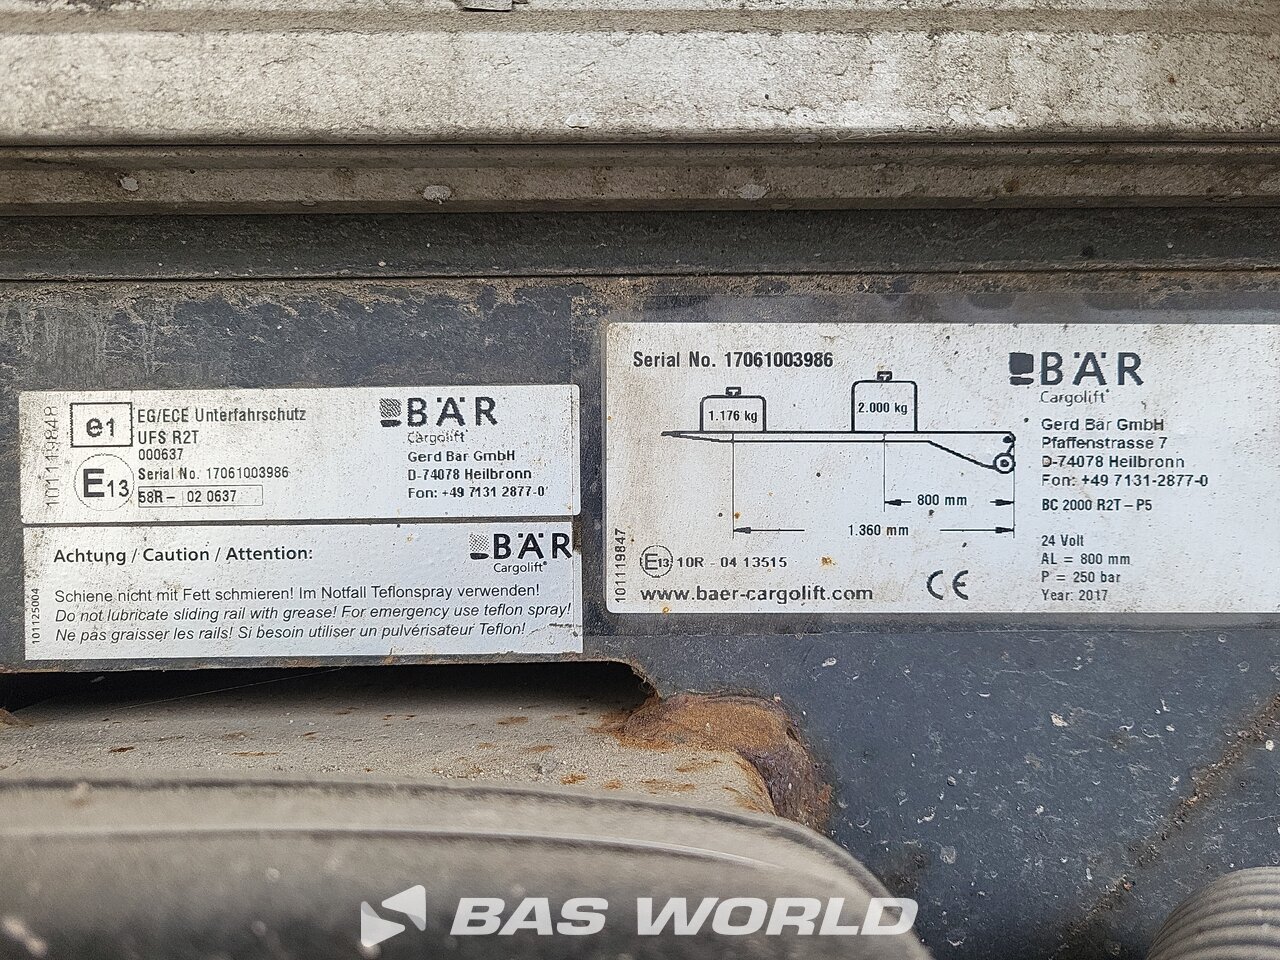 101119848
e1
EG/ECE Unterfahrschutz
UFS R2T
000637
E13
Serial No. 17061003986
58R - 02 0637
BÄR
Cargolift
Gerd Bär GmbH
D-74078 Heilbronn
Fon: +49 7131 2877-0
Achtung / Caution / Attention:
BÄR
Cargolift
101125004
Schiene nicht mit Fett schmieren! Im Notfall Teflonspray verwenden!
Do not lubricate sliding rail with grease! For emergency use teflon spray!
Ne pas graisser les rails! Si besoin utiliser un pulvérisateur Teflon!
Serial No. 17061003986
1.176 kg
2.000 kg
800 mm
1.360 mm
101119847
E13 10R - 04 13515
www.baer-cargolift.com
CE
BÄR
Cargolift
Gerd Bär GmbH
Pfaffenstrasse 7
D-74078 Heilbronn
Fon: +49 7131-2877-0
BC 2000 R2T – P5
24 Volt
AL = 800 mm
P = 250 bar
Year: 2017
BAS WORLD